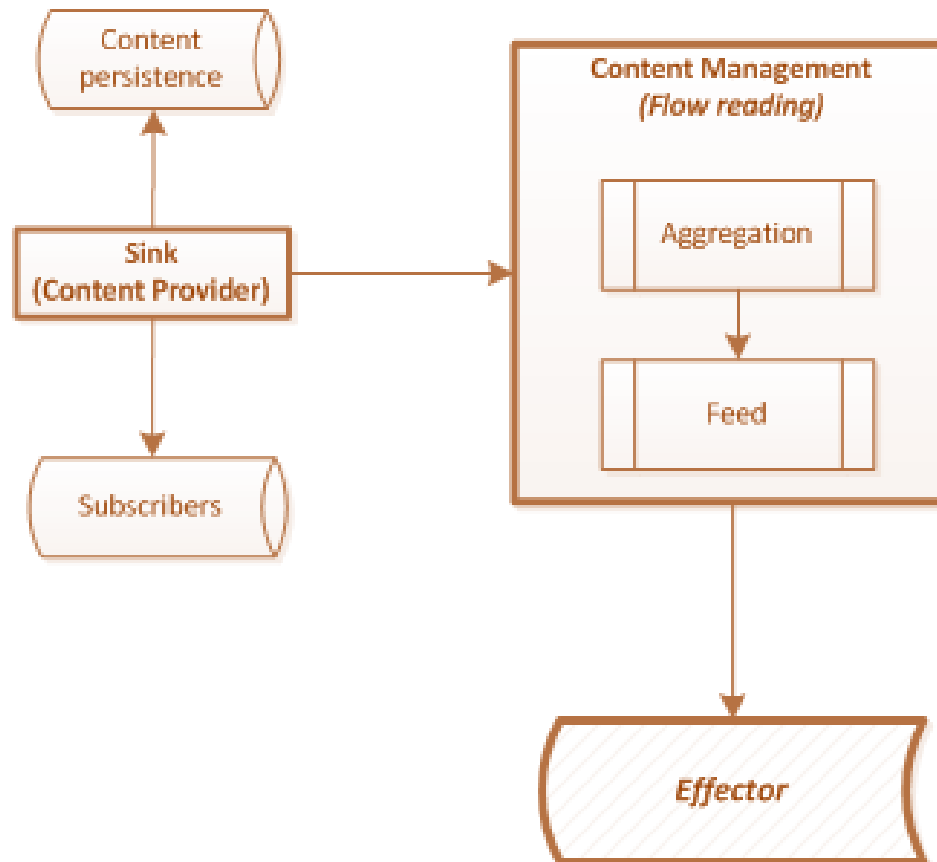 Content
persistence
Content Management
(Flow reading)
Aggregation
Sink
(Content Provider)
Feed
Subscribers
Effector